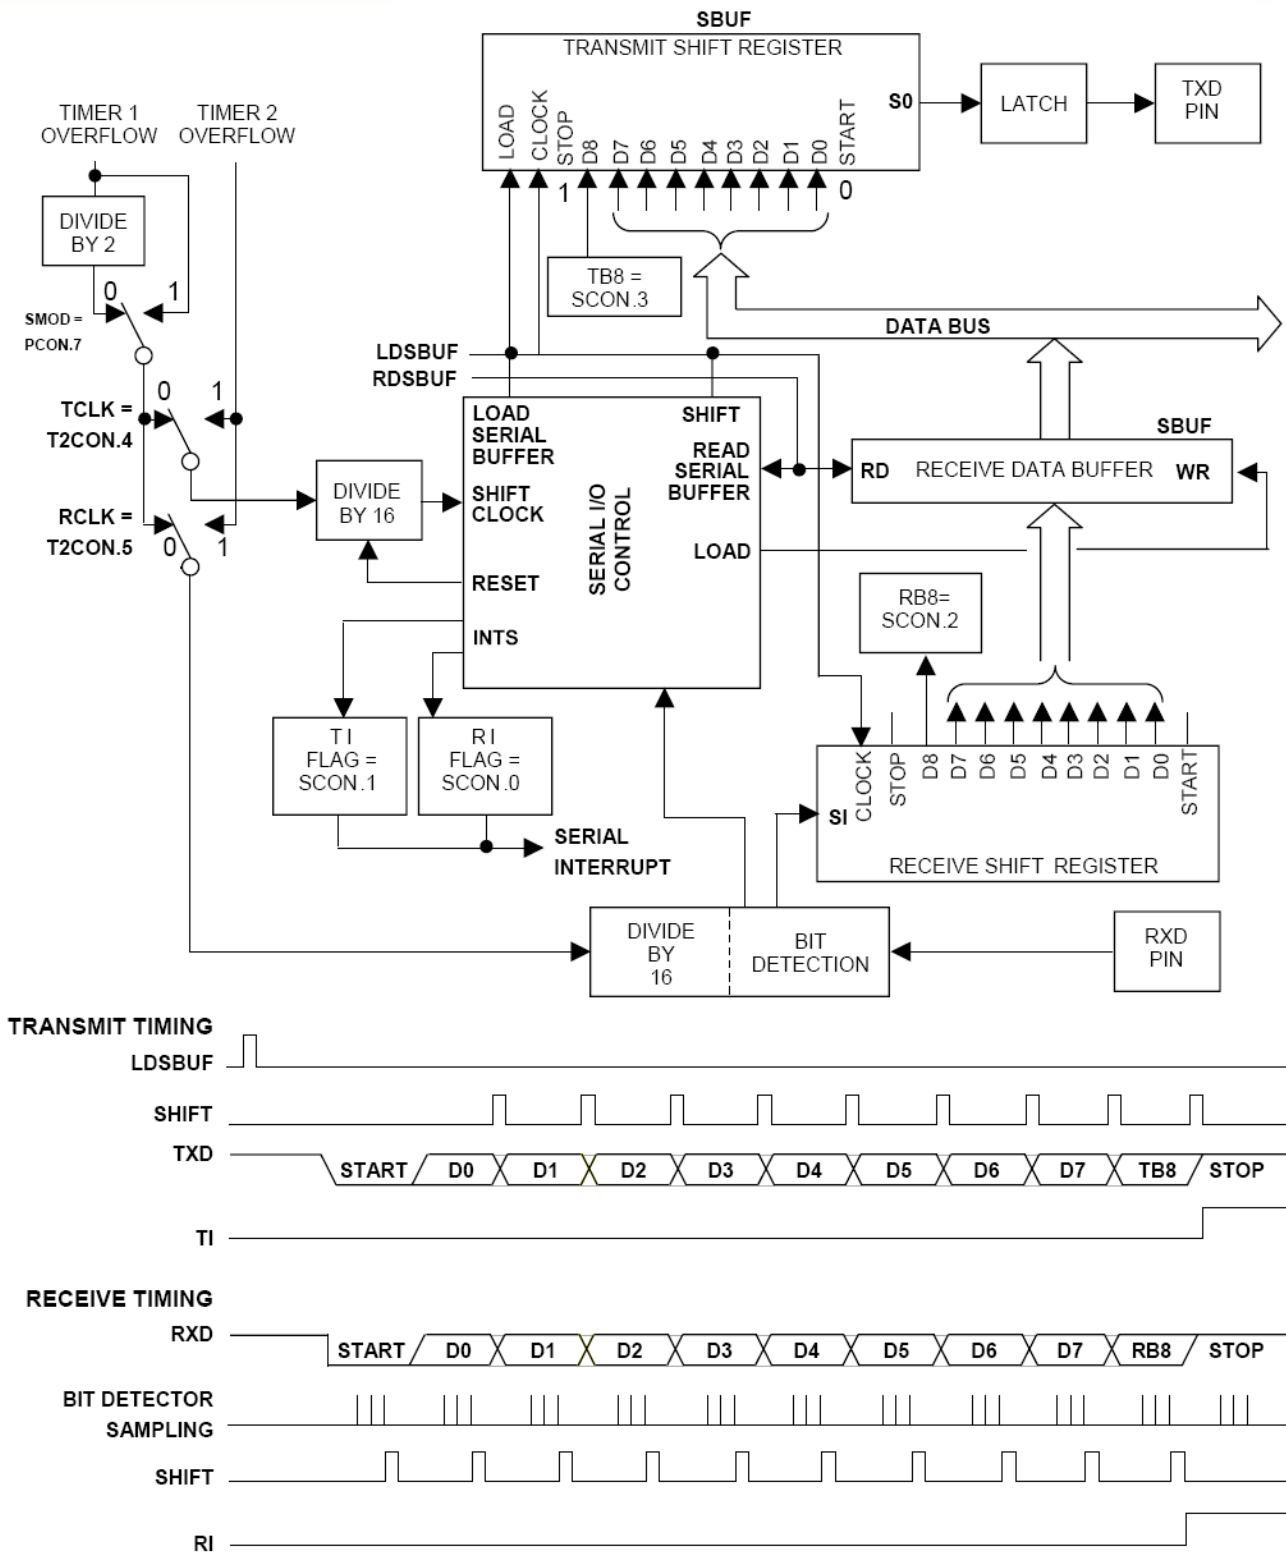 SBUF
TRANSMIT SHIFT REGISTER
LOAD
CLOCK
STOP
D8
D7
D6
D5
D4
D3
D2
D1
D0
START
S0
LATCH
TXD
PIN
TIMER 1
OVERFLOW
TIMER 2
OVERFLOW
1
0
DIVIDE
BY 2
0
1
SMOD =
PCON.7
TB8 =
SCON.3
DATA BUS
LDSBUF
RDSBUF
0
1
TCLK =
T2CON.4
LOAD
SERIAL
BUFFER
SHIFT
READ
SERIAL
BUFFER
SBUF
RD
RECEIVE DATA BUFFER
WR
DIVIDE
BY 16
SHIFT
CLOCK
SERIAL I/O
CONTROL
RCLK =
T2CON.5
0
1
LOAD
RESET
INTS
RB8=
SCON.2
T I
FLAG =
SCON.1
R I
FLAG =
SCON.0
SERIAL
INTERRUPT
SI
CLOCK
STOP
D8
D7
D6
D5
D4
D3
D2
D1
D0
START
RECEIVE SHIFT REGISTER
DIVIDE
BY
16
BIT
DETECTION
RXD
PIN
TRANSMIT TIMING
LDSBUF
SHIFT
TXD
START D0 D1 D2 D3 D4 D5 D6 D7 TB8 STOP
TI
RECEIVE TIMING
RXD
START D0 D1 D2 D3 D4 D5 D6 D7 RB8 STOP
BIT DETECTOR
SAMPLING
SHIFT
RI